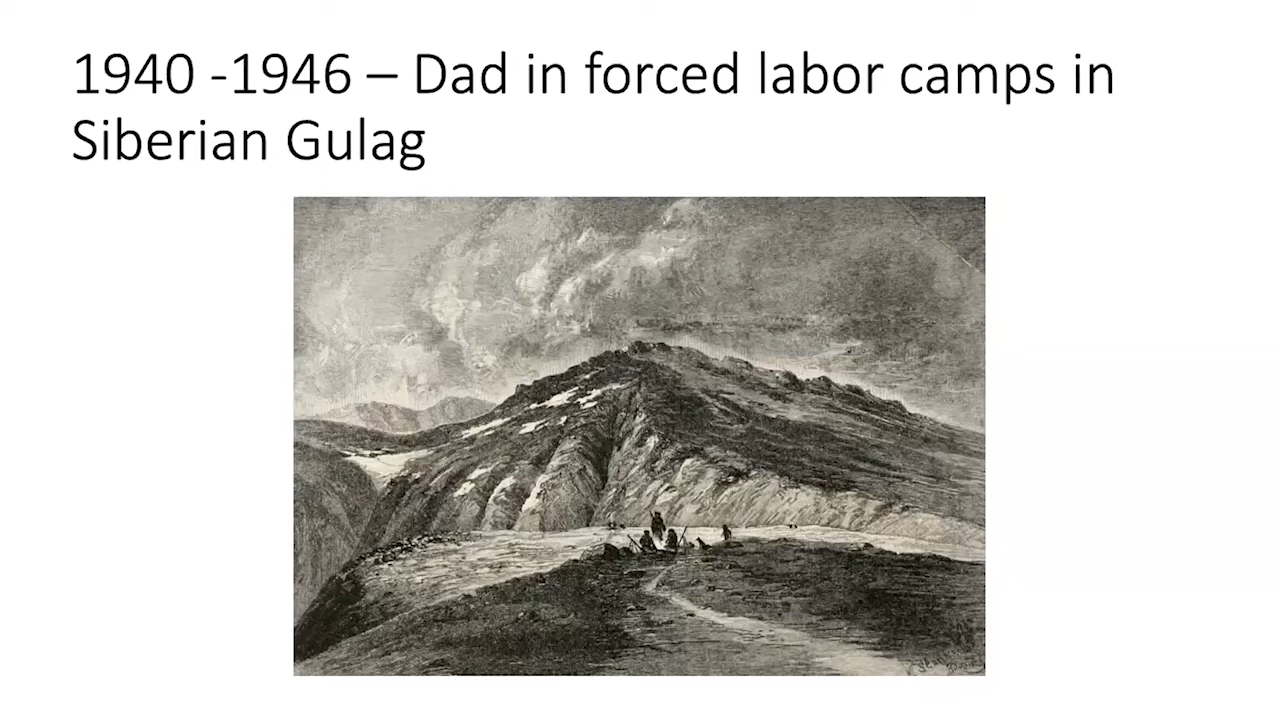 1940 -1946 – Dad in forced labor camps in
Siberian Gulag